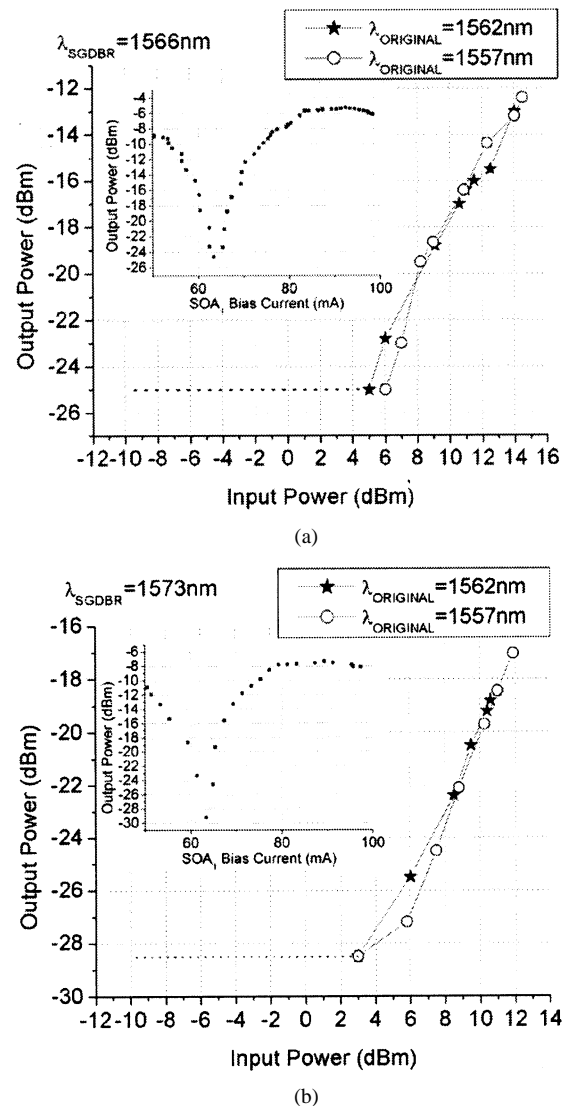 λSGDBR=1566nm
λORIGINAL=1562nm
λORIGINAL=1557nm
-12
-14
-16
-18
-20
-22
-24
-26
Output Power (dBm)
-4
-6
-8
-10
-12
-14
-16
-18
-20
-22
-24
-26
Output Power (dBm)
60 80 100
SOA1 Bias Current (mA)
-12 -10 -8 -6 -4 -2 0 2 4 6 8 10 12 14 16
Input Power (dBm)
(a)
λSGDBR=1573nm
λORIGINAL=1562nm
λORIGINAL=1557nm
-16
-18
-20
-22
-24
-26
-28
-30
Output Power (dBm)
-6
-8
-10
-12
-14
-16
-18
-20
-22
-24
-26
-28
-30
Output Power (dBm)
60 80 100
SOA1 Bias Current (mA)
-12 -10 -8 -6 -4 -2 0 2 4 6 8 10 12 14
Input Power (dBm)
(b)